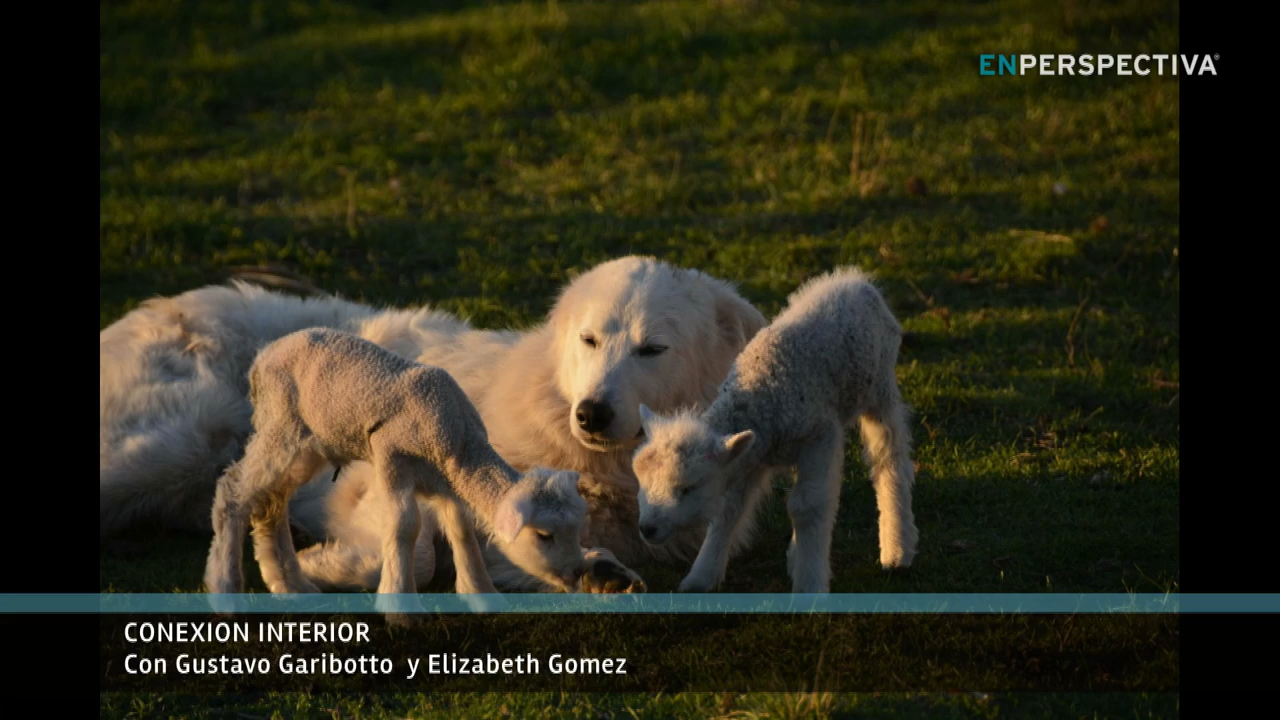 ENPERSPECTIVA®
CONEXION INTERIOR
Con Gustavo Garibotto y Elizabeth Gomez